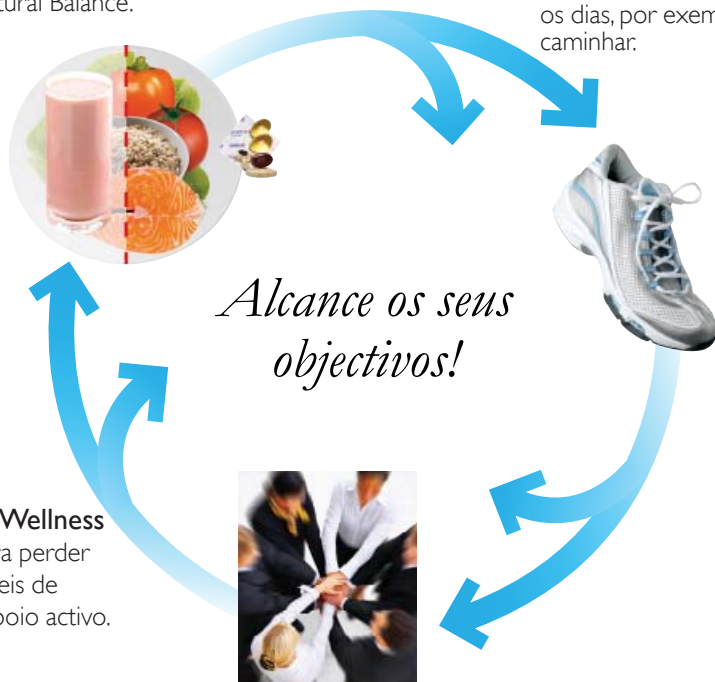 tural Balance.
os dias, por exem
caminhar.
Alcance os seus
objectivos!
Wellness
a perder
eis de
poio activo.